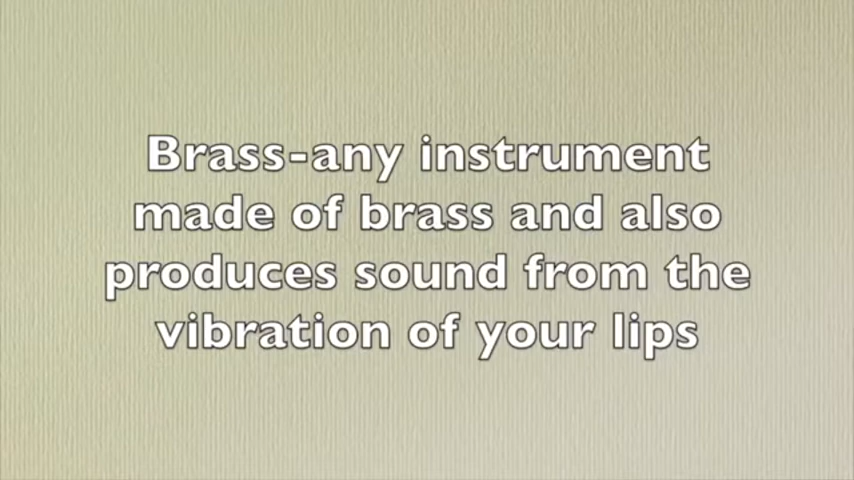 Brass-any instrument
made of brass and also
produces sound from the
vibration of your lips